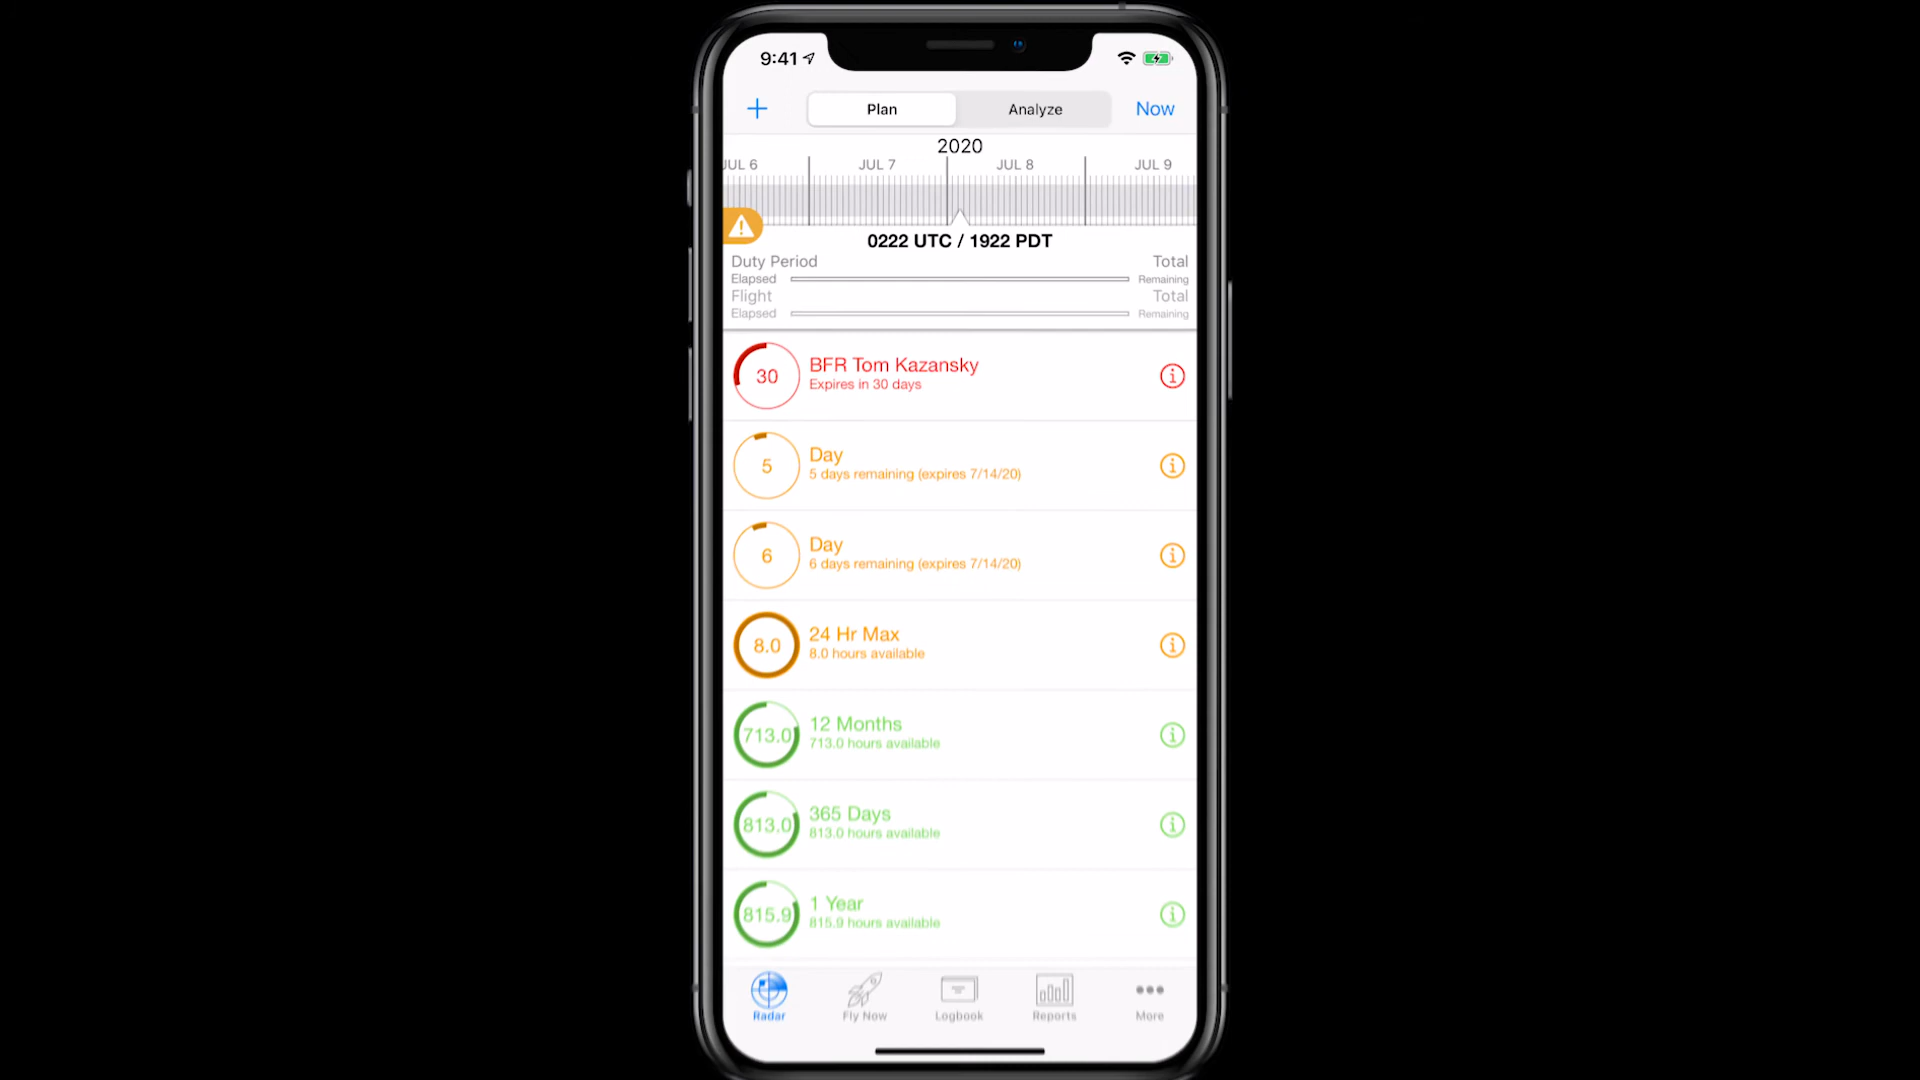 9:41
Plan
Analyze
Now
2020
JUL 6
JUL 7
JUL 8
JUL 9
0222 UTC / 1922 PDT
Duty Period
Total
Elapsed
Remaining
Flight
Total
Elapsed
Remaining
30
BFR Tom Kazansky
Expires in 30 days
5
Day
5 days remaining (expires 7/14/20)
6
Day
6 days remaining (expires 7/14/20)
8.0
24 Hr Max
8.0 hours available
713.0
12 Months
713.0 hours available
813.0
365 Days
813.0 hours available
815.9
1 Year
815.9 hours available
Radar
Fly Now
Logbook
Reports
More